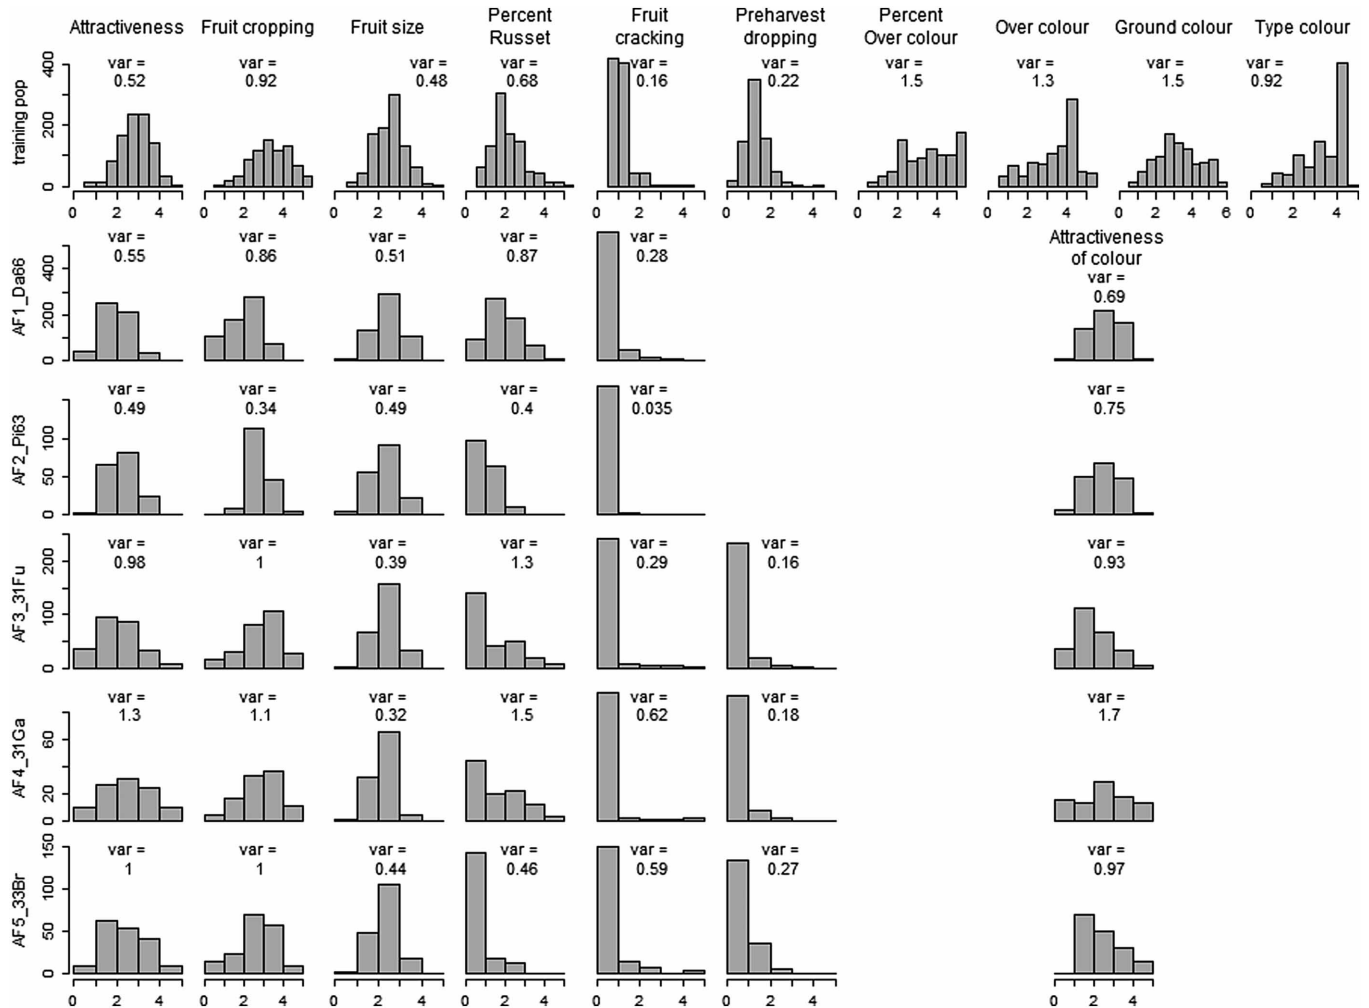 Attractiveness Fruit cropping Fruit size Percent Russet Fruit cracking Preharvest dropping Percent Over colour Over colour Ground colour Type colour
training pop
400
200
0
var = 0.52 var = 0.92 var = 0.48 var = 0.68 var = 0.16 var = 0.22 var = 1.5 var = 1.3 var = 1.5 var = 0.92
0 2 4 0 2 4 0 2 4 0 2 4 0 2 4 0 2 4 0 2 4 0 2 4 0 2 4 6 0 2 4
Attractiveness of colour
AF1_Da66
400
200
0
var = 0.55 var = 0.86 var = 0.51 var = 0.87 var = 0.28 var = 0.69
AF2_Pi63
100
50
0
var = 0.49 var = 0.34 var = 0.49 var = 0.4 var = 0.035 var = 0.75
AF3_31Fu
200
100
0
var = 0.98 var = 1 var = 0.39 var = 1.3 var = 0.29 var = 0.16 var = 0.93
AF4_31Ga
60
20
0
var = 1.3 var = 1.1 var = 0.32 var = 1.5 var = 0.62 var = 0.18 var = 1.7
AF5_33Br
150
100
50
0
var = 1 var = 1 var = 0.44 var = 0.46 var = 0.59 var = 0.27 var = 0.97
0 2 4 0 2 4 0 2 4 0 2 4 0 2 4 0 2 4 0 2 4